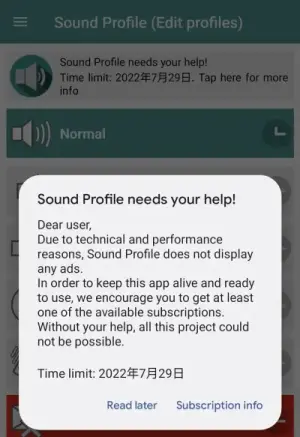 Sound Profile (Edit profiles)
Sound Profile needs your help!
Time limit: 2022年7月29日. Tap here for more
info
Normal
Sound Profile needs your help!
Dear user,
Due to technical and performance
reasons, Sound Profile does not display
any ads.
In order to keep this app alive and ready
to use, we encourage you to get at least
one of the available subscriptions.
Without your help, all this project could
not be possible.
Time limit: 2022年7月29日
Read later
Subscription info